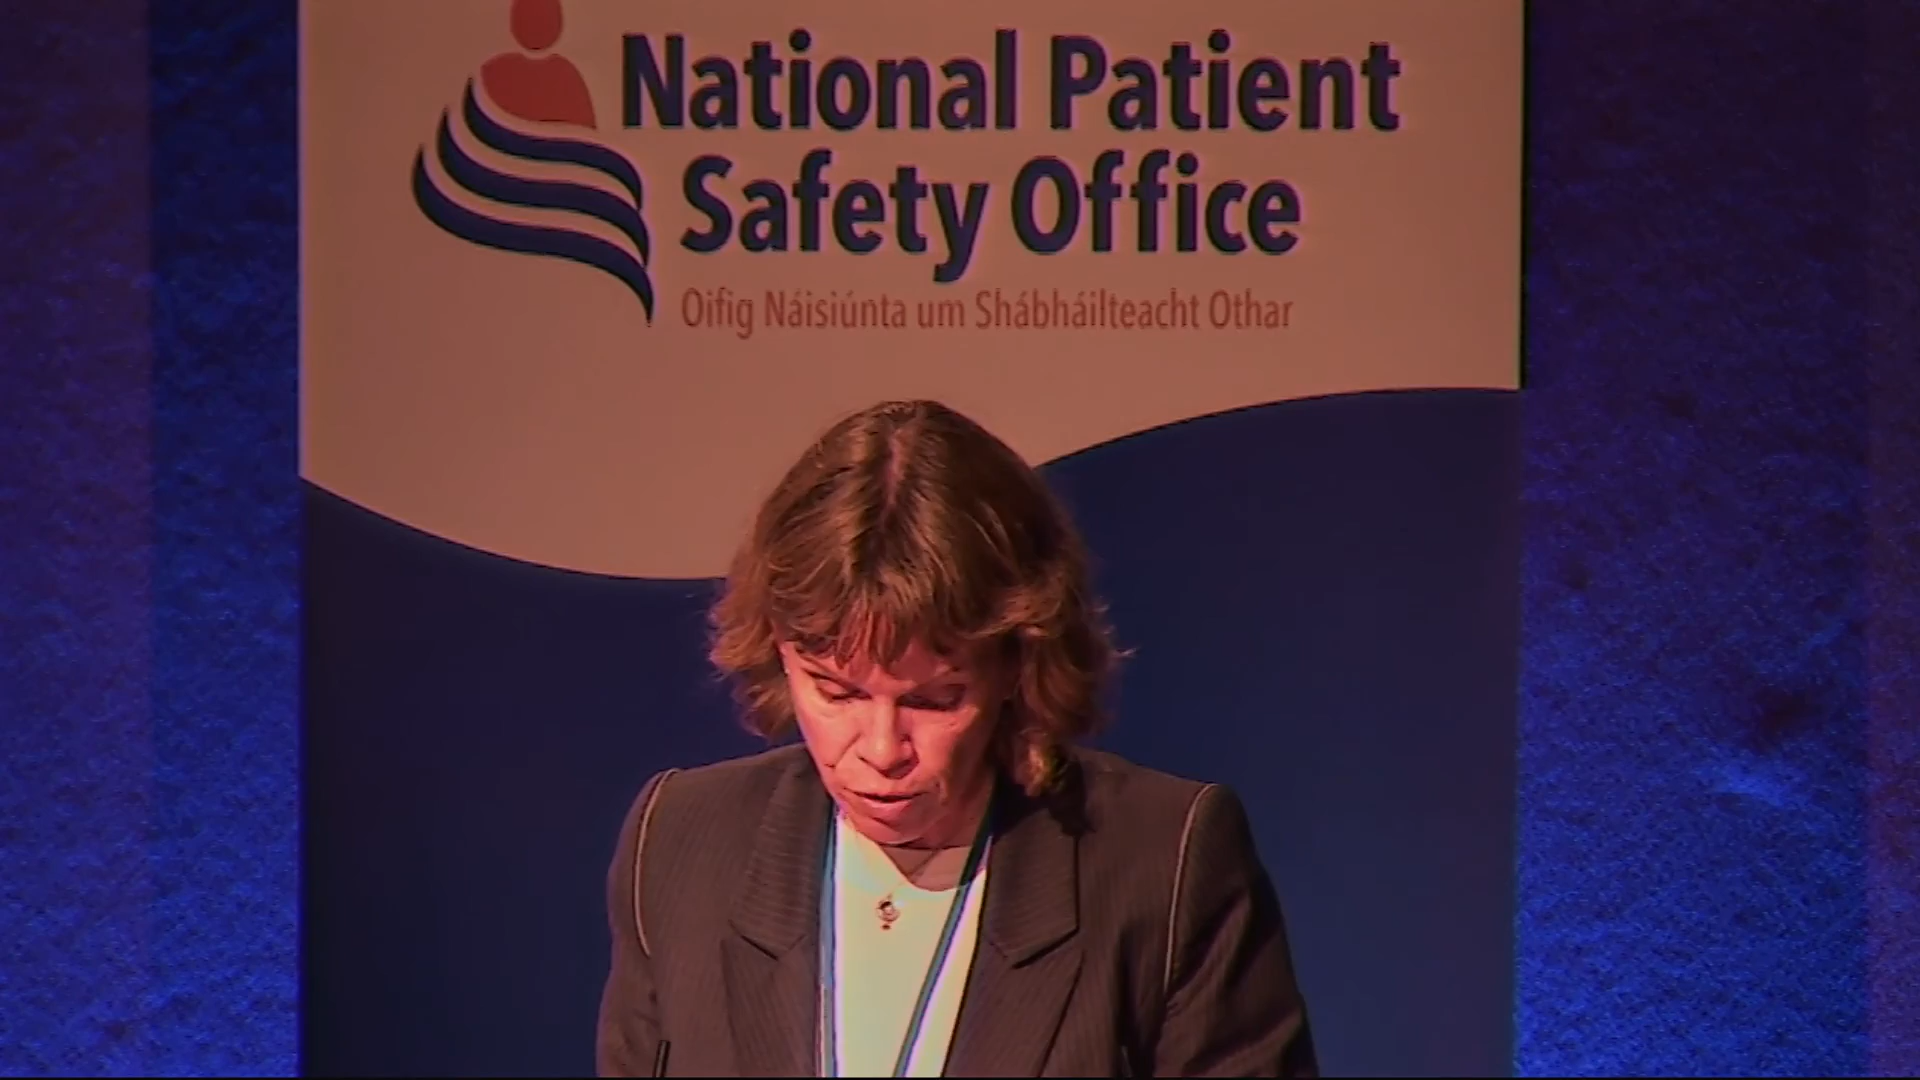 National Patient
Safety Office
Oifig Náisiúnta um Shábháilteacht Othar